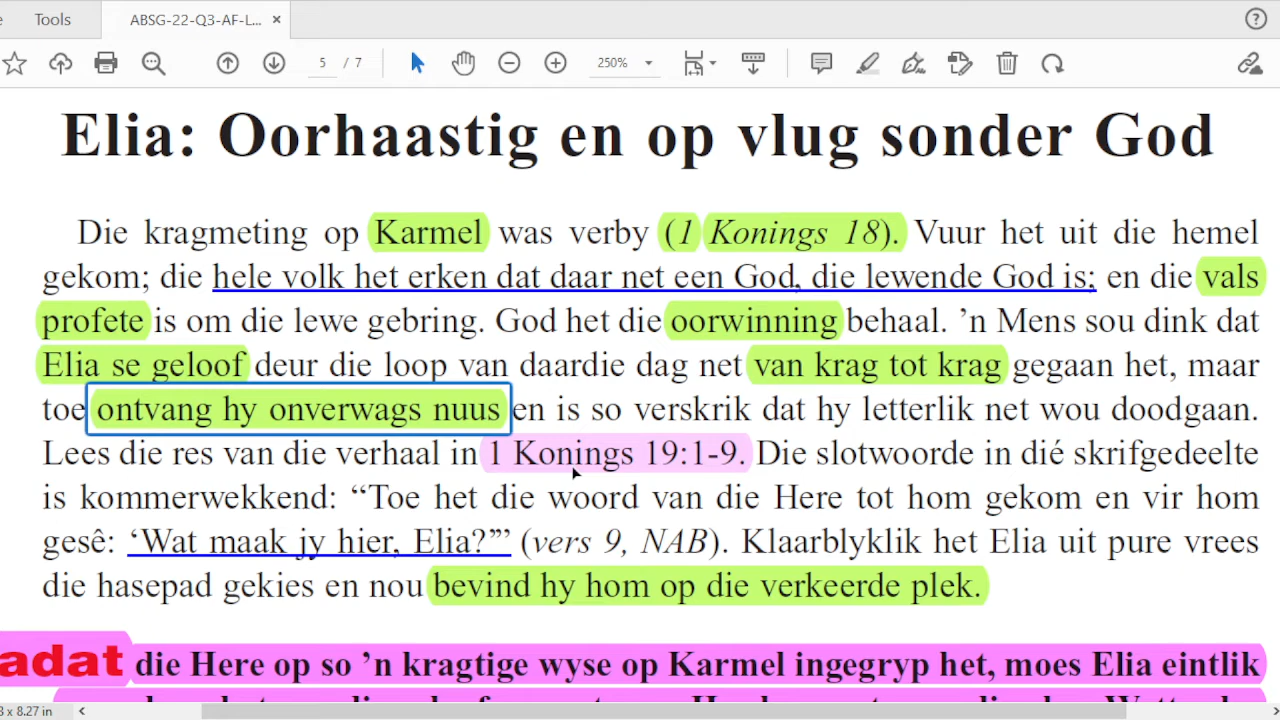 Tools ABSG-22-Q3-AF-L... ×
5 / 7 250%
Elia: Oorhaastig en op vlug sonder God
Die kragmeting op Karmel was verby (1 Konings 18). Vuur het uit die hemel
gekom; die hele volk het erken dat daar net een God, die lewende God is; en die vals
profete is om die lewe gebring. God het die oorwinning behaal. ’n Mens sou dink dat
Elia se geloof deur die loop van daardie dag net van krag tot krag gegaan het, maar
toe ontvang hy onverwags nuus en is so verskrik dat hy letterlik net wou doodgaan.
Lees die res van die verhaal in 1 Konings 19:1-9. Die slotwoorde in dié skrifgedeelte
is kommerwekkend: “Toe het die woord van die Here tot hom gekom en vir hom
gesê: ‘Wat maak jy hier, Elia?’” (vers 9, NAB). Klaarblyklik het Elia uit pure vrees
die hasepad gekies en nou bevind hy hom op die verkeerde plek.
adat die Here op so ’n kragtige wyse op Karmel ingegryp het, moes Elia eintlik
x 8.27 in